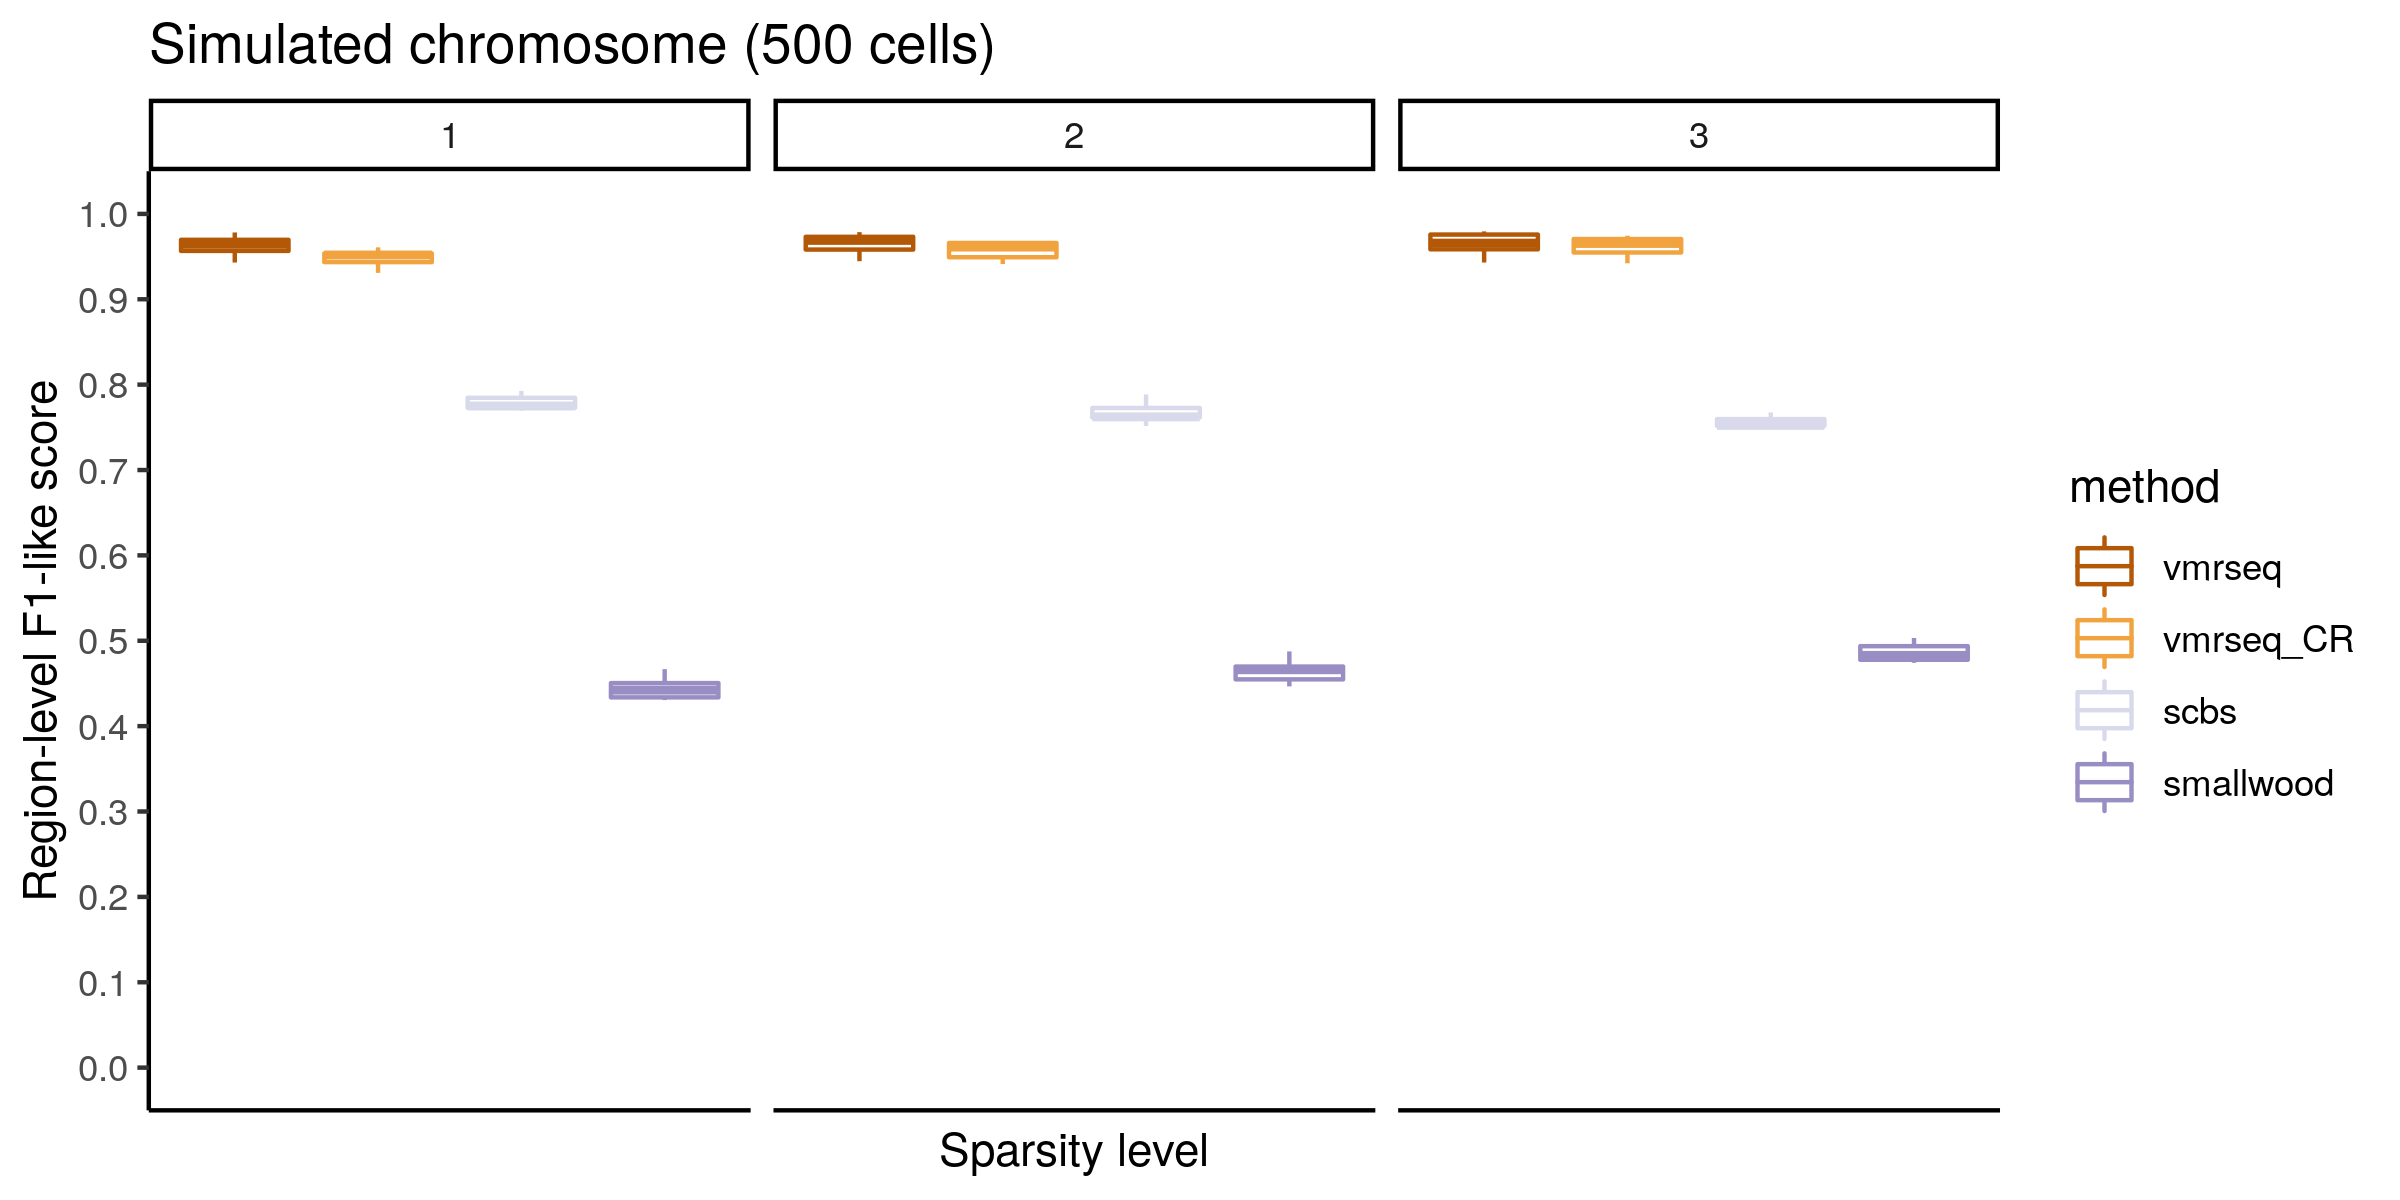 Simulated chromosome (500 cells)
1
2
3
1.0
0.9
0.8
0.7
0.6
0.5
0.4
0.3
0.2
0.1
0.0
Region-level F1-like score
Sparsity level
method
vmrseq
vmrseq_CR
scbs
smallwood